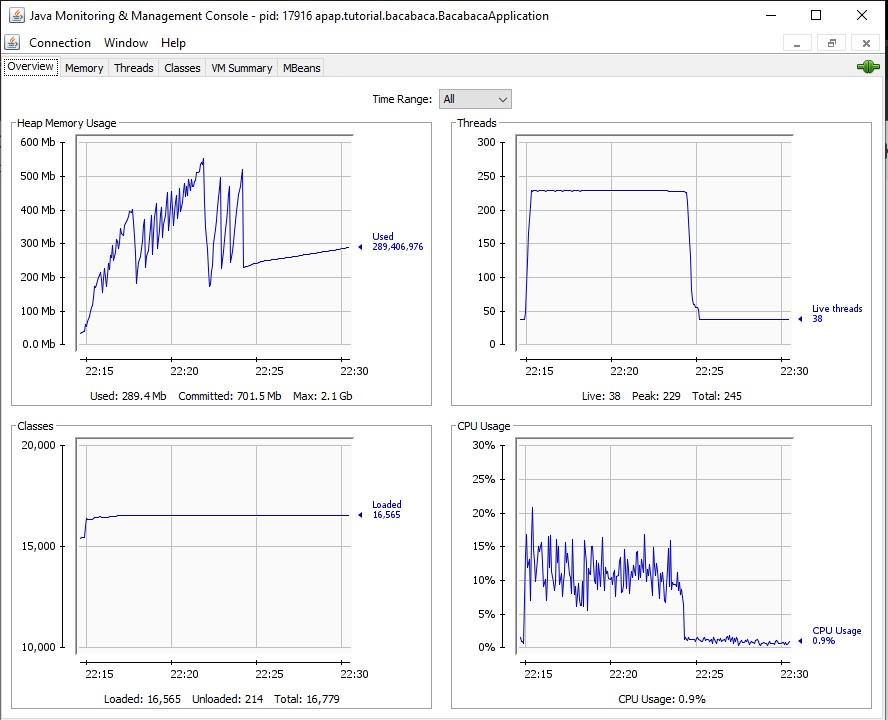 Java Monitoring & Management Console - pid: 17916 apap.tutorial.bacabaca.BacabacaApplication
Connection Window Help
Overview Memory Threads Classes VM Summary MBeans
Time Range: All
Heap Memory Usage
600 Mb
500 Mb
400 Mb
300 Mb
200 Mb
100 Mb
0.0 Mb
Used
289,406,976
22:15 22:20 22:25 22:30
Used: 289.4 Mb Committed: 701.5 Mb Max: 2.1 Gb
Threads
300
250
200
150
100
50
0
Live threads
38
22:15 22:20 22:25 22:30
Live: 38 Peak: 229 Total: 245
Classes
20,000
15,000
10,000
Loaded
16,565
22:15 22:20 22:25 22:30
Loaded: 16,565 Unloaded: 214 Total: 16,779
CPU Usage
30%
25%
20%
15%
10%
5%
0%
CPU Usage
0.9%
22:15 22:20 22:25 22:30
CPU Usage: 0.9%